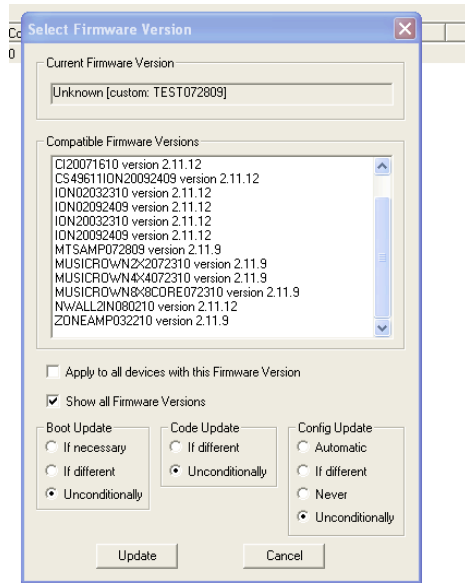 Co
0
Select Firmware Version
Current Firmware Version
Unknown [custom: TEST072809]
Compatible Firmware Versions
CI20071610 version 2.11.12
CS49611ION20092409 version 2.11.12
ION02032310 version 2.11.12
ION02092409 version 2.11.12
ION20032310 version 2.11.12
ION20092409 version 2.11.12
MTSAMP072809 version 2.11.9
MUSICROWN2X2072310 version 2.11.9
MUSICROWN4X4072310 version 2.11.9
MUSICROWN8X8CORE072310 version 2.11.9
NWALL2IN080210 version 2.11.12
ZONEAMP032210 version 2.11.9
Apply to all devices with this Firmware Version
Show all Firmware Versions
Boot Update
If necessary
If different
Unconditionally
Code Update
If different
Unconditionally
Config Update
Automatic
If different
Never
Unconditionally
Update
Cancel